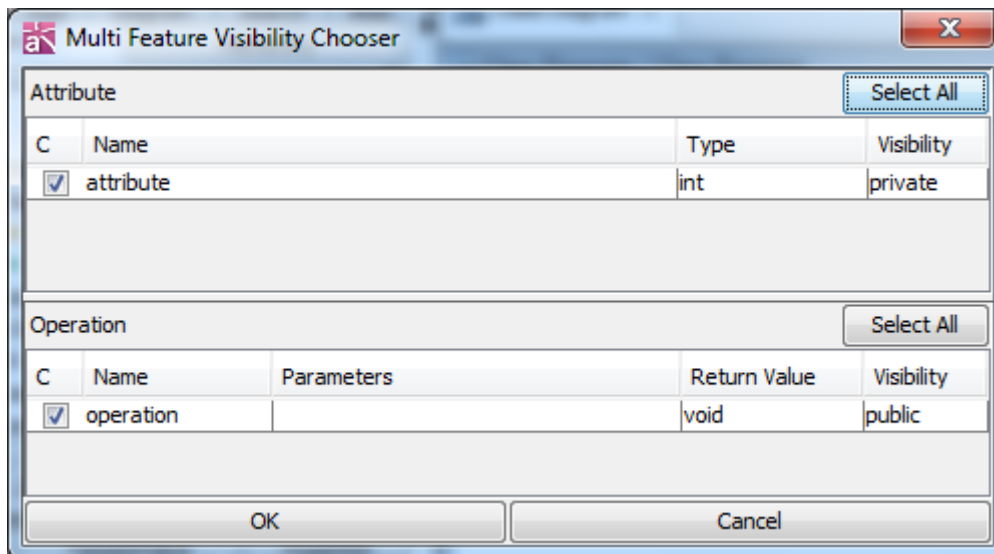 Multi Feature Visibility Chooser
Attribute Select All
C Name Type Visibility
attribute int private
Operation Select All
C Name Parameters Return Value Visibility
operation void public
OK Cancel